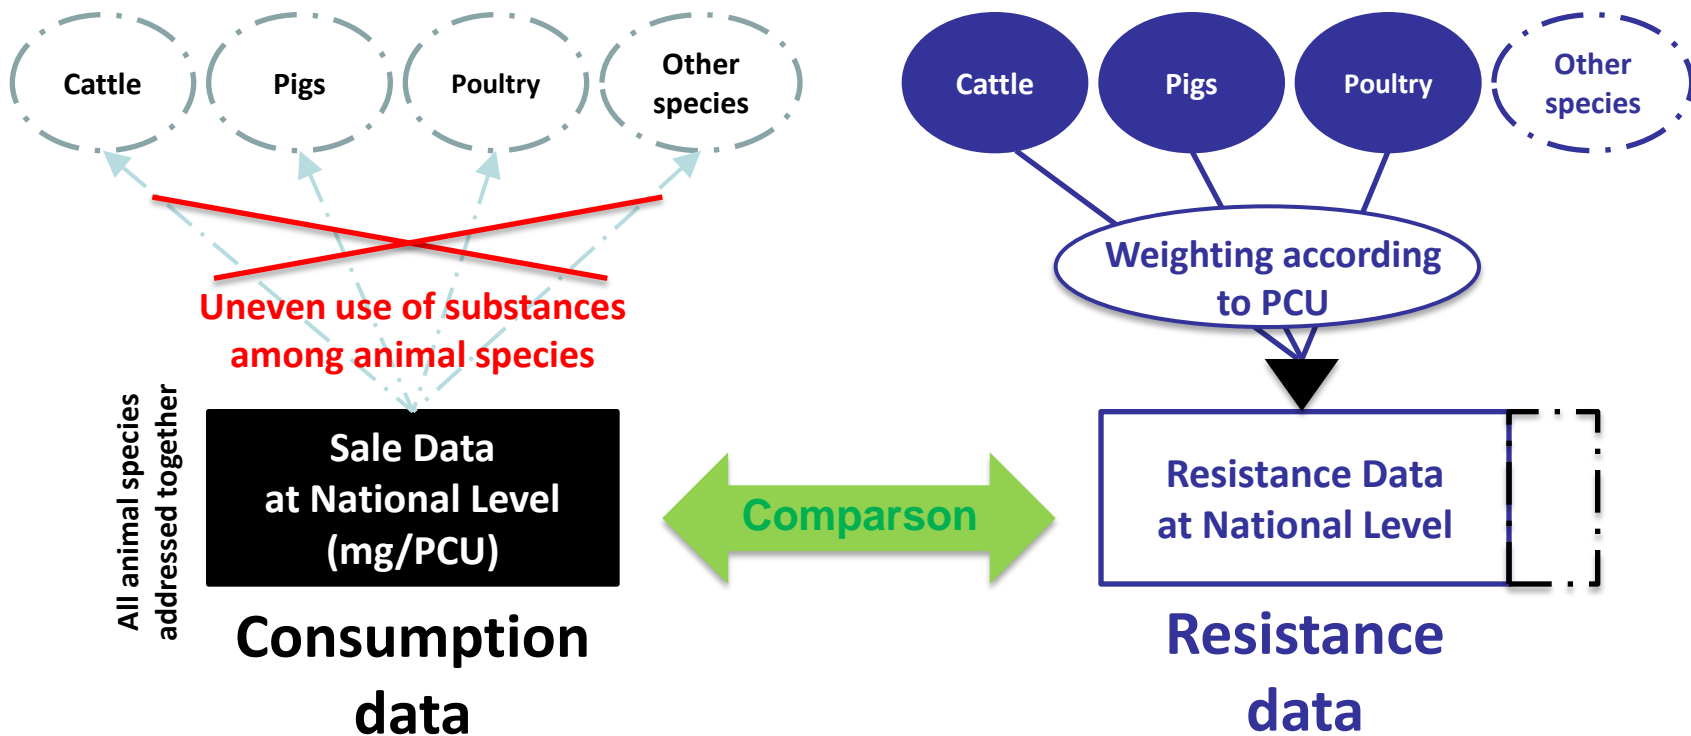 Cattle
Pigs
Poultry
Other
species
Uneven use of substances
among animal species
All animal species
addressed together
Sale Data
at National Level
(mg/PCU)
Consumption
data
Comparson
Cattle
Pigs
Poultry
Other
species
Weighting according
to PCU
Resistance Data
at National Level
Resistance
data